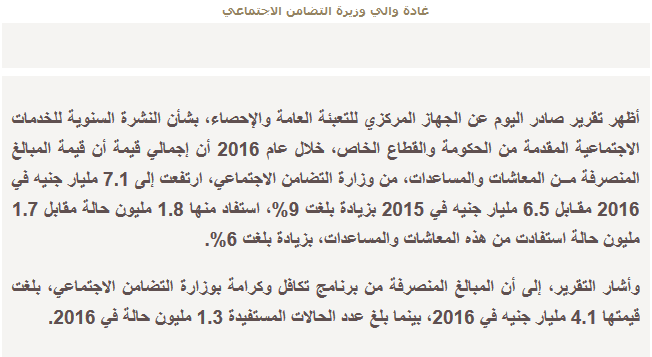 غادة والي وزيرة التضامن الاجتماعي
أظهر تقرير صادر اليوم عن الجهاز المركزي للتعبئة العامة والإحصاء، بشأن النشرة السنوية للخدمات
الاجتماعية المقدمة من الحكومة والقطاع الخاص، خلال عام 2016 أن إجمالي قيمة أن قيمة المبالغ
المنصرفة مــن المعاشات والمساعدات، من وزارة التضامن الاجتماعي، ارتفعت إلى 7.1 مليار جنيه في
2016 مقـابل 6.5 مليار جنيه في 2015 بزيادة بلغت 9%، استفاد منها 1.8 مليون حالة مقابل 1.7
مليون حالة استفادت من هذه المعاشات والمساعدات، بزيادة بلغت 6%.
وأشار التقرير، إلى أن المبالغ المنصرفة من برنامج تكافل وكرامة بوزارة التضامن الاجتماعي، بلغت
قيمتها 4.1 مليار جنيه في 2016، بينما بلغ عدد الحالات المستفيدة 1.3 مليون حالة في 2016.